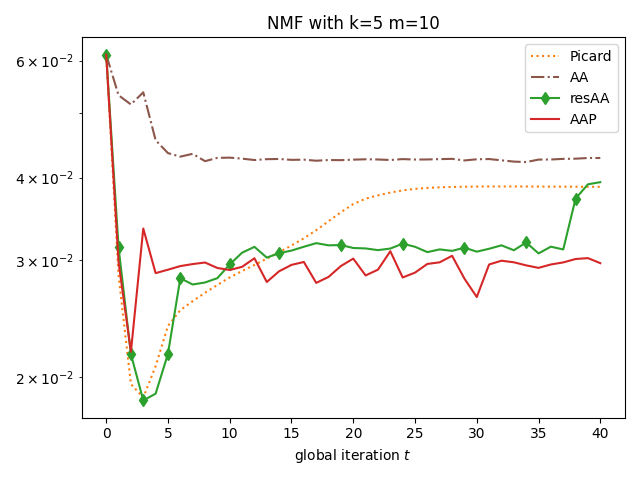 NMF with k=5 m=10
6 × 10⁻²
4 × 10⁻²
3 × 10⁻²
2 × 10⁻²
Picard
AA
resAA
AAP
0 5 10 15 20 25 30 35 40
global iteration t